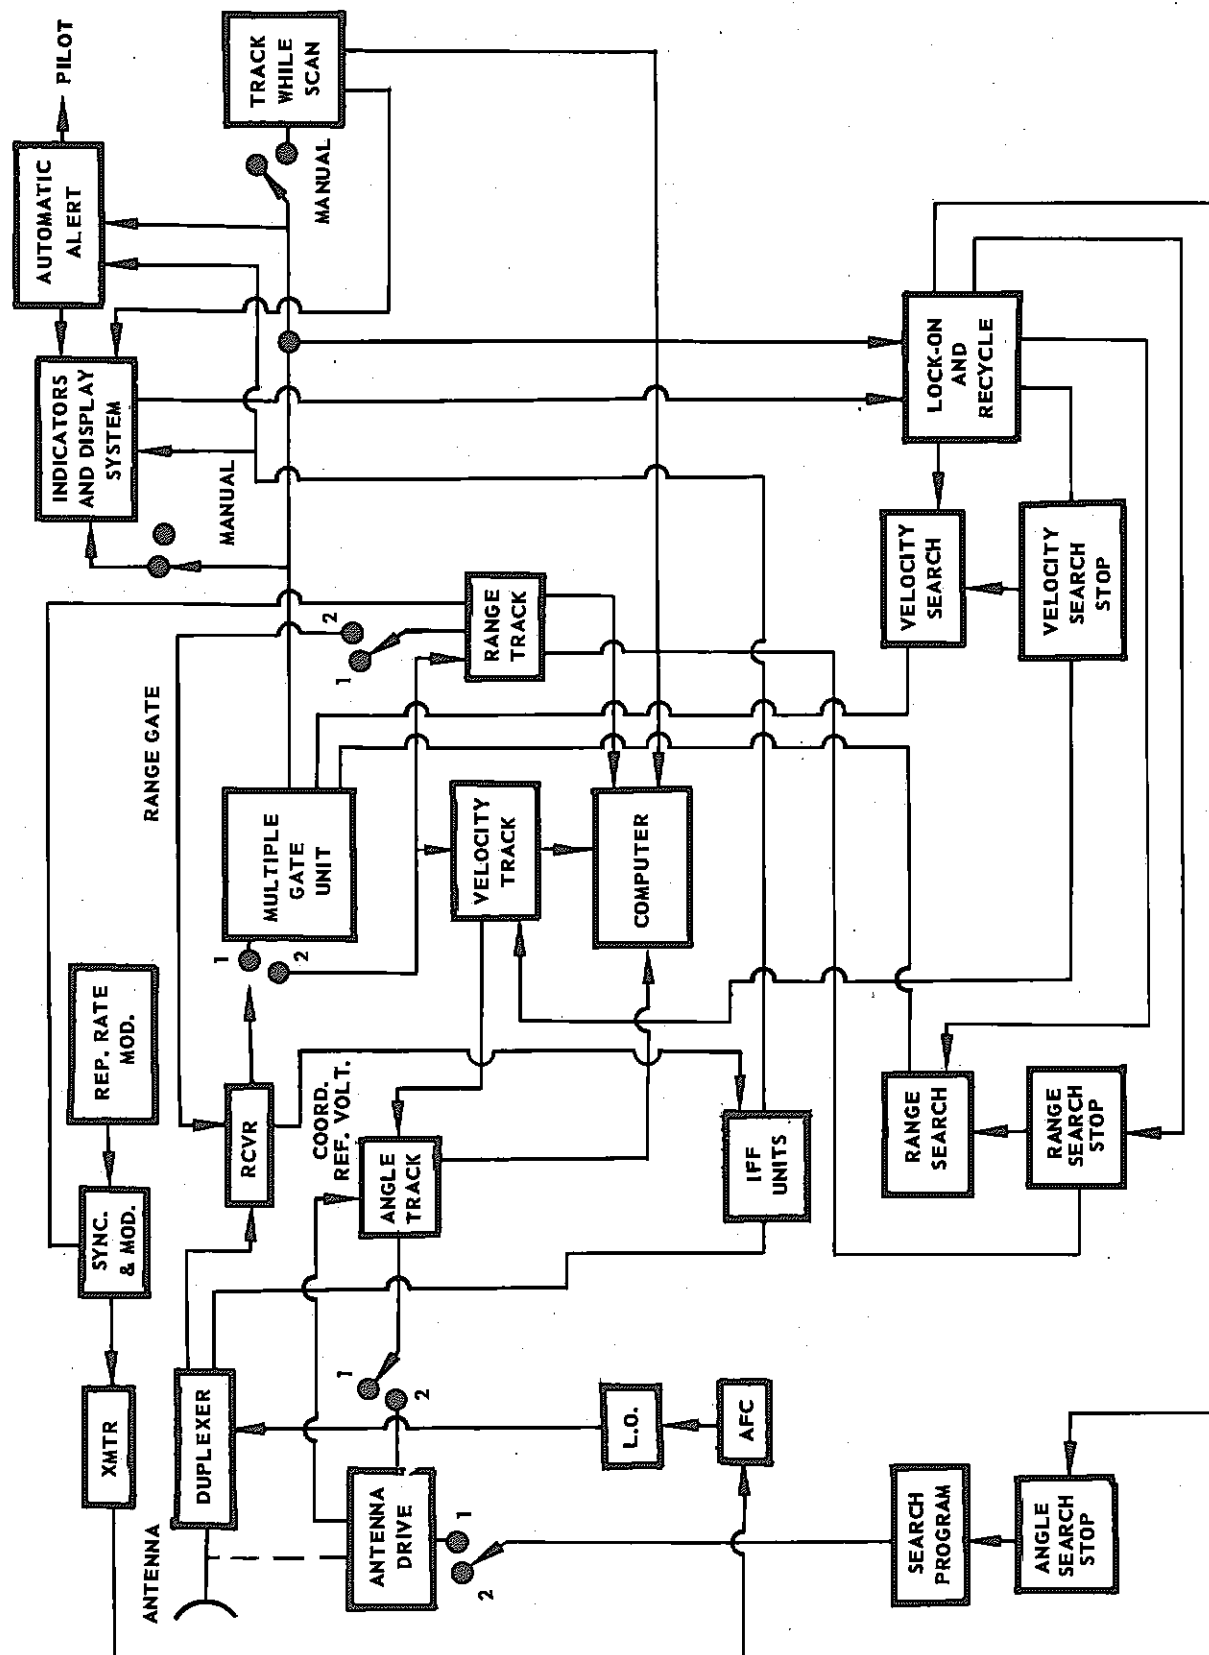 ANTENNA
XMTR
SYNC.
& MOD.
REP. RATE
MOD.
RANGE GATE
INDICATORS
AND DISPLAY
SYSTEM
AUTOMATIC
ALERT
PILOT
DUPLEXER
RCVR
1
2
MULTIPLE
GATE
UNIT
MANUAL
MANUAL
TRACK
WHILE
SCAN
ANTENNA
DRIVE
1
2
1
2
COORD.
REF. VOLT.
ANGLE
TRACK
VELOCITY
TRACK
1
2
RANGE
TRACK
L.O.
AFC
IFF
UNITS
COMPUTER
SEARCH
PROGRAM
ANGLE
SEARCH
STOP
RANGE
SEARCH
RANGE
SEARCH
STOP
VELOCITY
SEARCH
VELOCITY
SEARCH
STOP
LOCK-ON
AND
RECYCLE